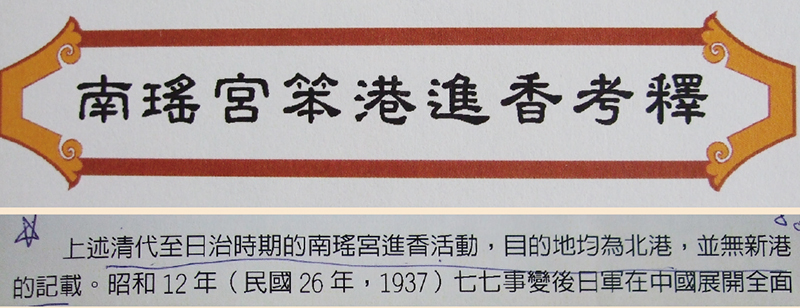 南瑤宮笨港進香考釋
上述清代至日治時期的南瑤宮進香活動，目的地均為北港，並無新港
的記載。昭和12年（民國26年，1937）七七事變後日軍在中國展開全面